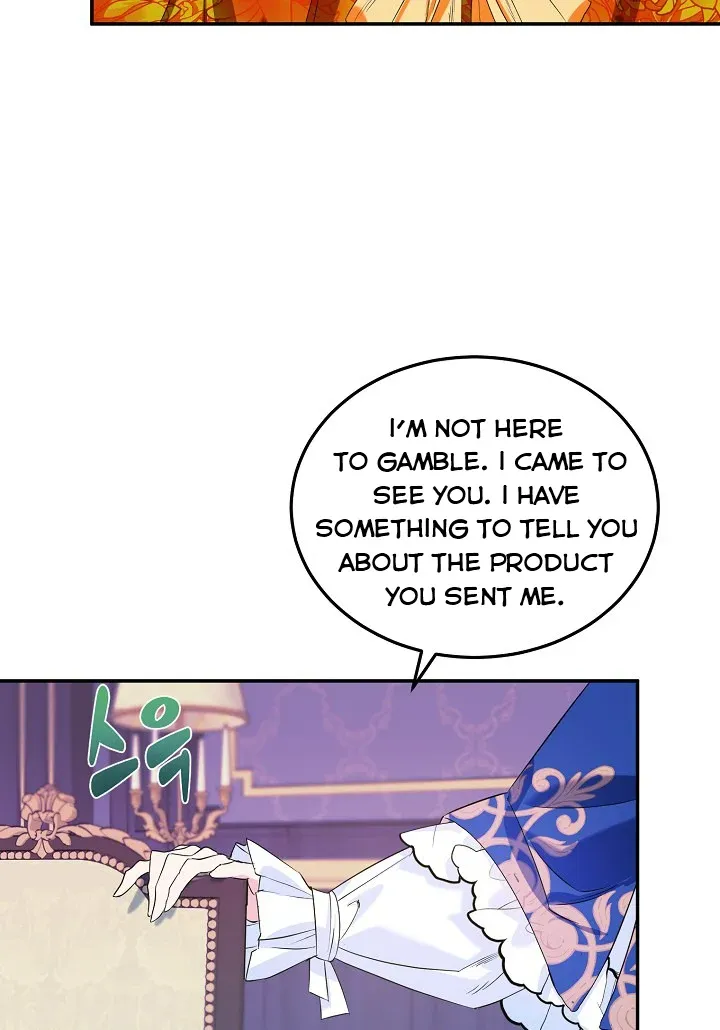 I'M NOT HERE
TO GAMBLE. I CAME TO
SEE YOU. I HAVE
SOMETHING TO TELL YOU
ABOUT THE PRODUCT
YOU SENT ME.
스윽